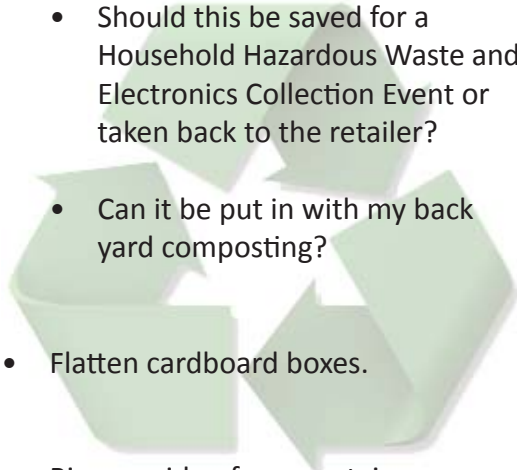 • Should this be saved for a
Household Hazardous Waste and
Electronics Collection Event or
taken back to the retailer?
• Can it be put in with my back
yard composting?
• Flatten cardboard boxes.